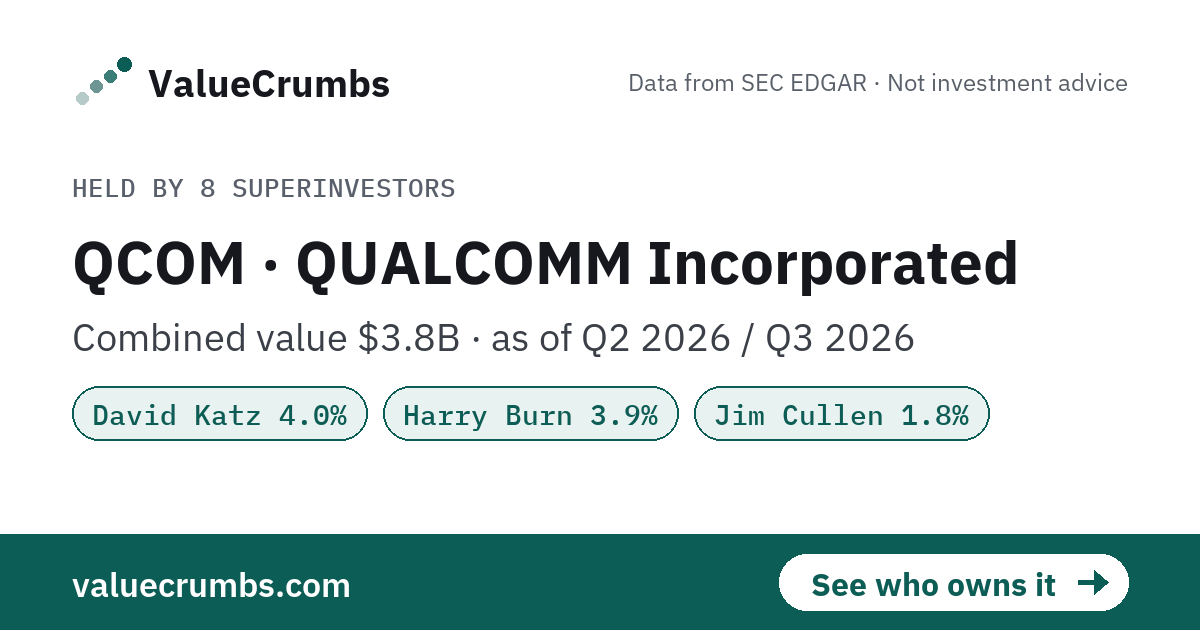 ValueCrumbs
Data from SEC EDGAR · Not investment advice
HELD BY 8 SUPERINVESTORS
QCOM · QUALCOMM Incorporated
Combined value $3.8B · as of Q2 2026 / Q3 2026
David Katz 4.0% Harry Burn 3.9% Jim Cullen 1.8%
valuecrumbs.com
See who owns it →